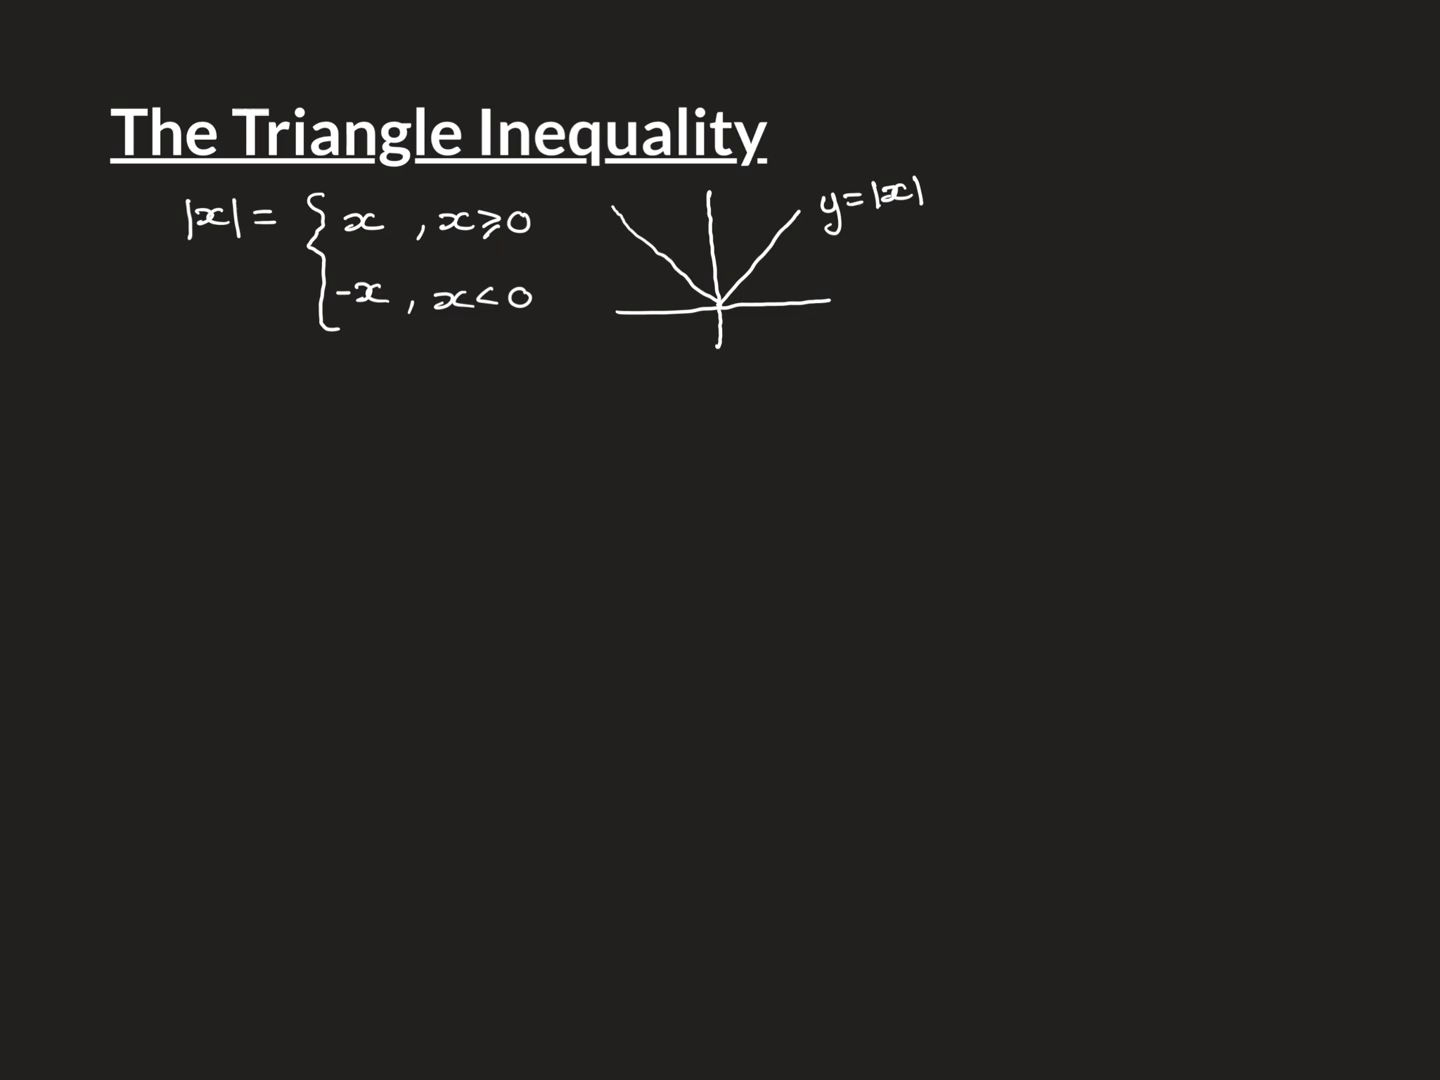 The Triangle Inequality
|x| = { x , x⩾0
-x , x<0
y=|x|